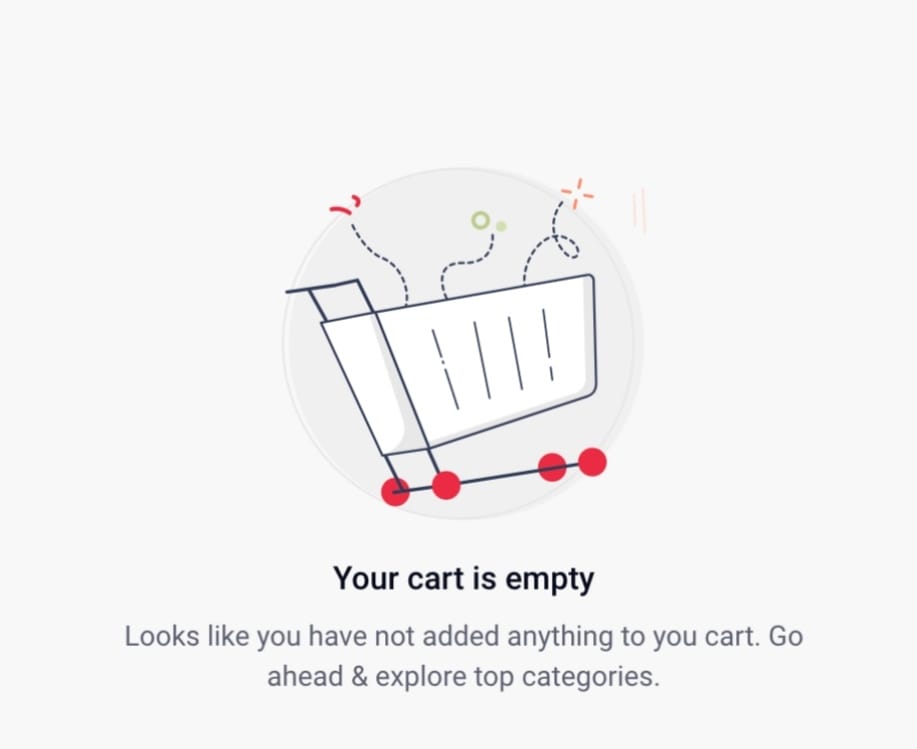 Your cart is empty
Looks like you have not added anything to you cart. Go
ahead & explore top categories.